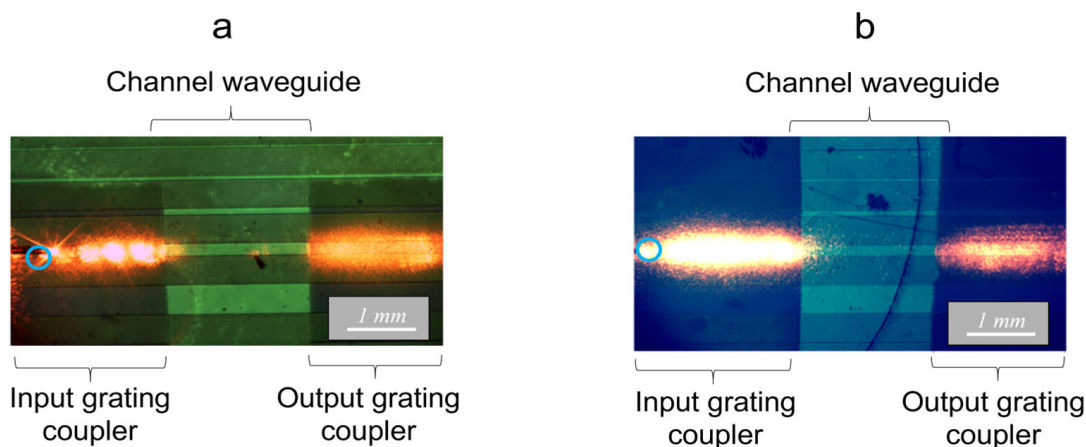 a
Channel waveguide
1 mm
Input grating
coupler
Output grating
coupler
b
Channel waveguide
1 mm
Input grating
coupler
Output grating
coupler